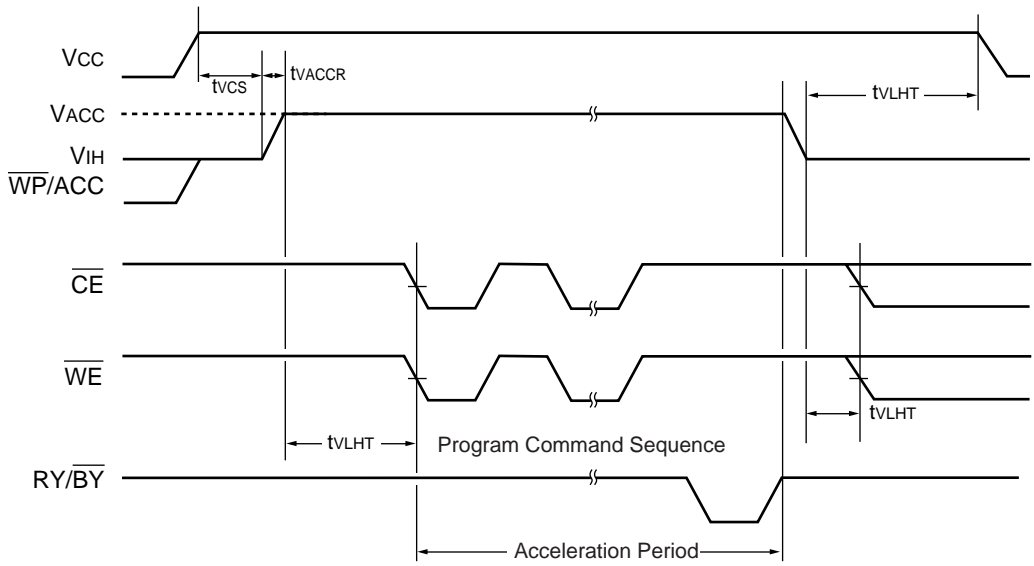 VCC
tVCS
tVACCR
tVLHT
VACC
VIH
WP/ACC
CE
WE
tVLHT
tVLHT
Program Command Sequence
RY/BY
Acceleration Period